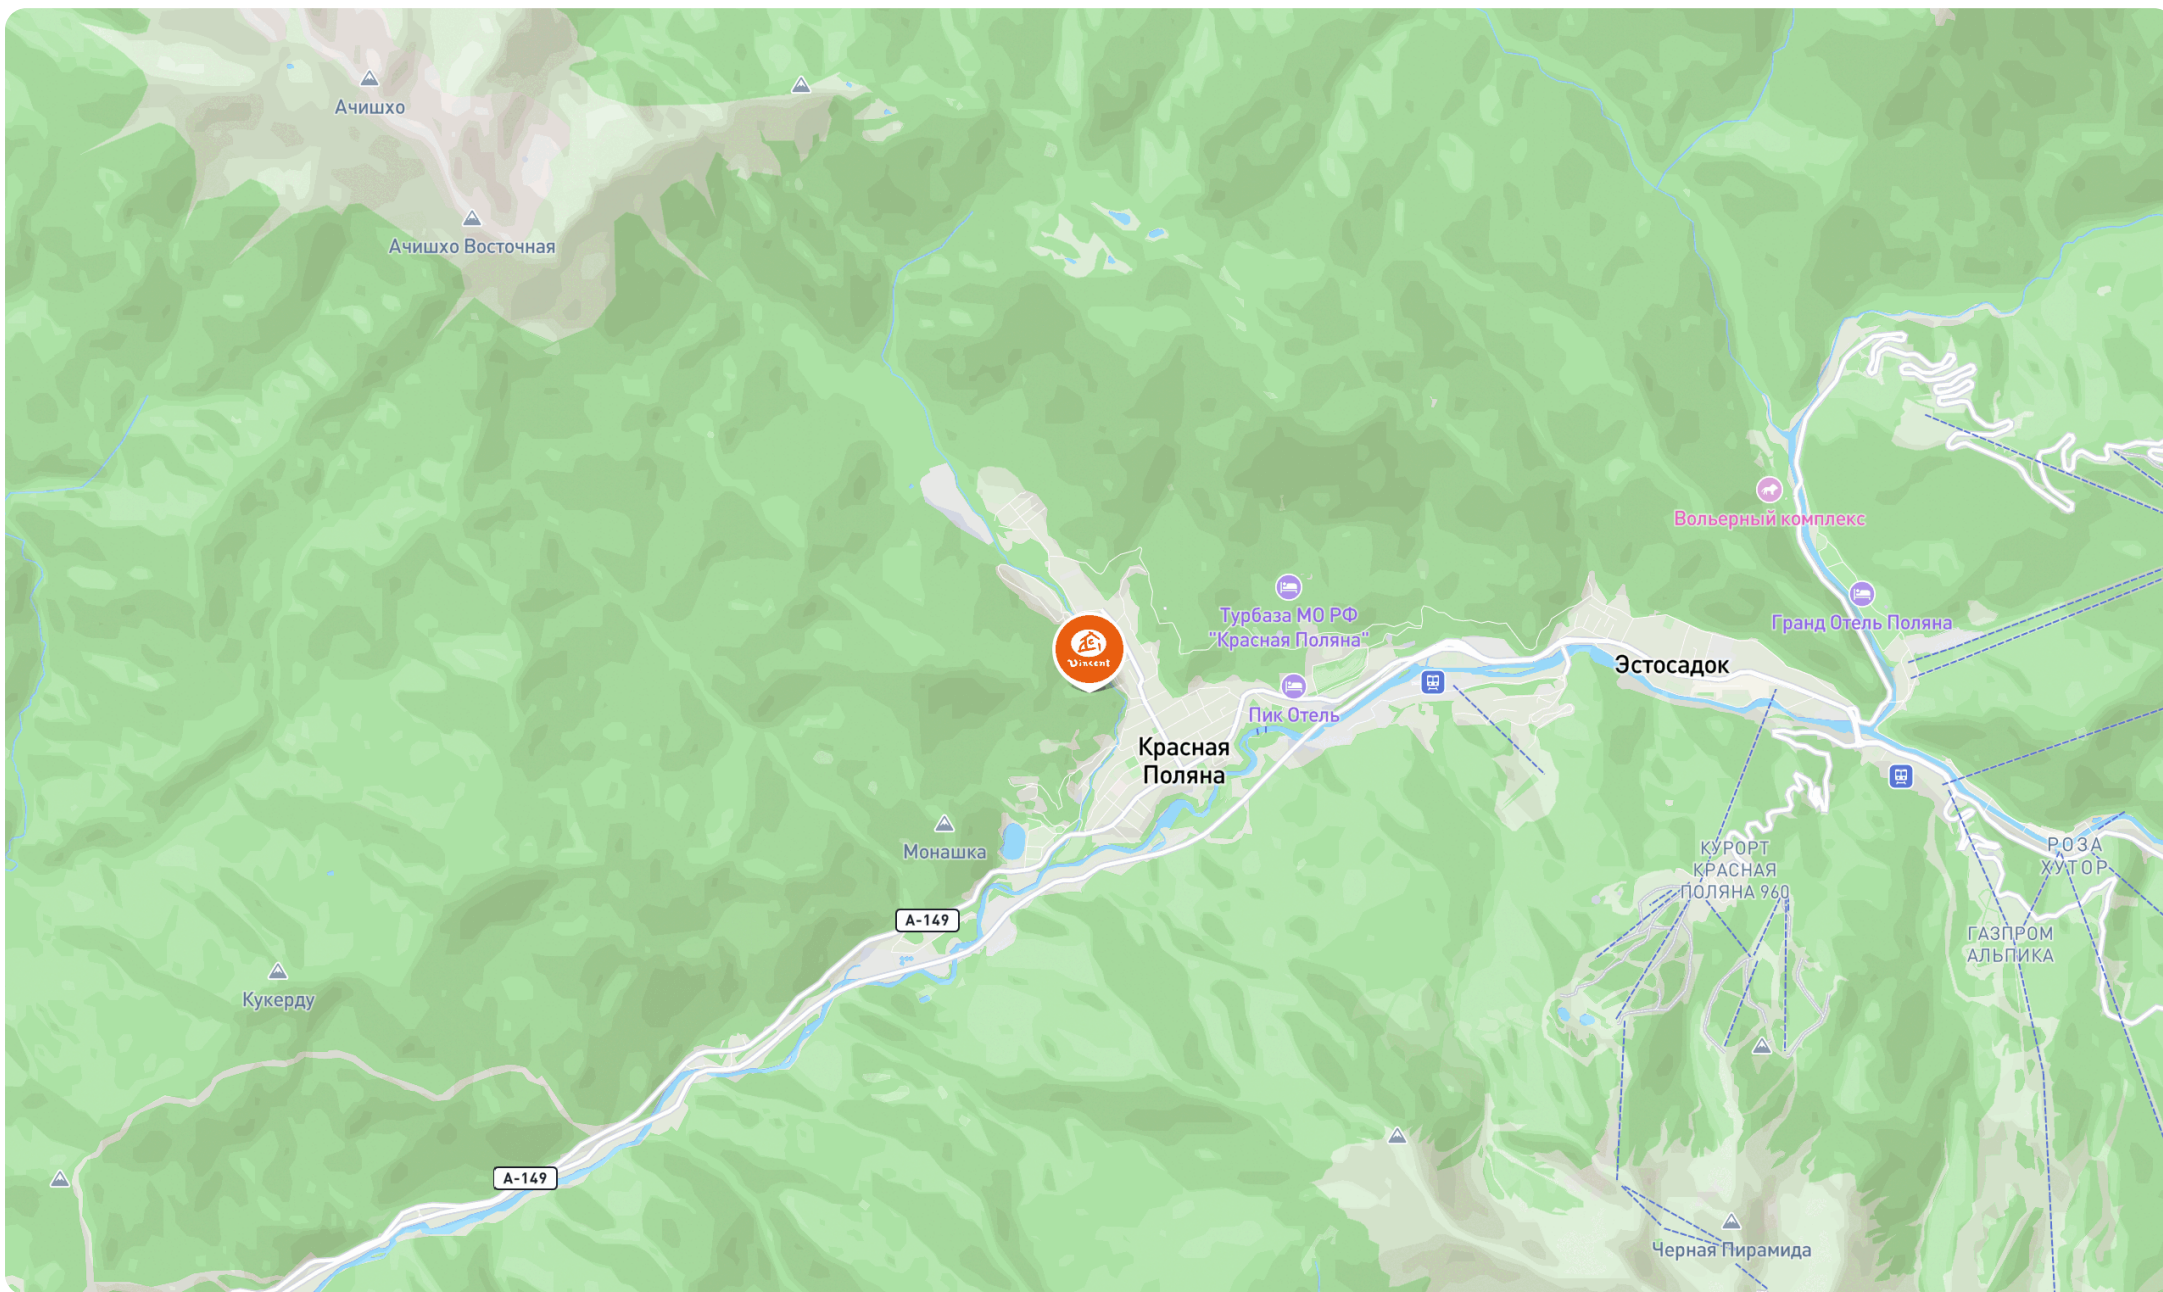 Ачишхо
Ачишхо Восточная
Вольерный комплекс
Турбаза МО РФ
"Красная Поляна"
Гранд Отель Поляна
Vincent
Эстосадок
Пик Отель
Красная
Поляна
Монашка
КУРОРТ
КРАСНАЯ
ПОЛЯНА 960
РОЗА
ХУТОР
А-149
ГАЗПРОМ
АЛЬПИКА
Кукерду
А-149
Черная Пирамида